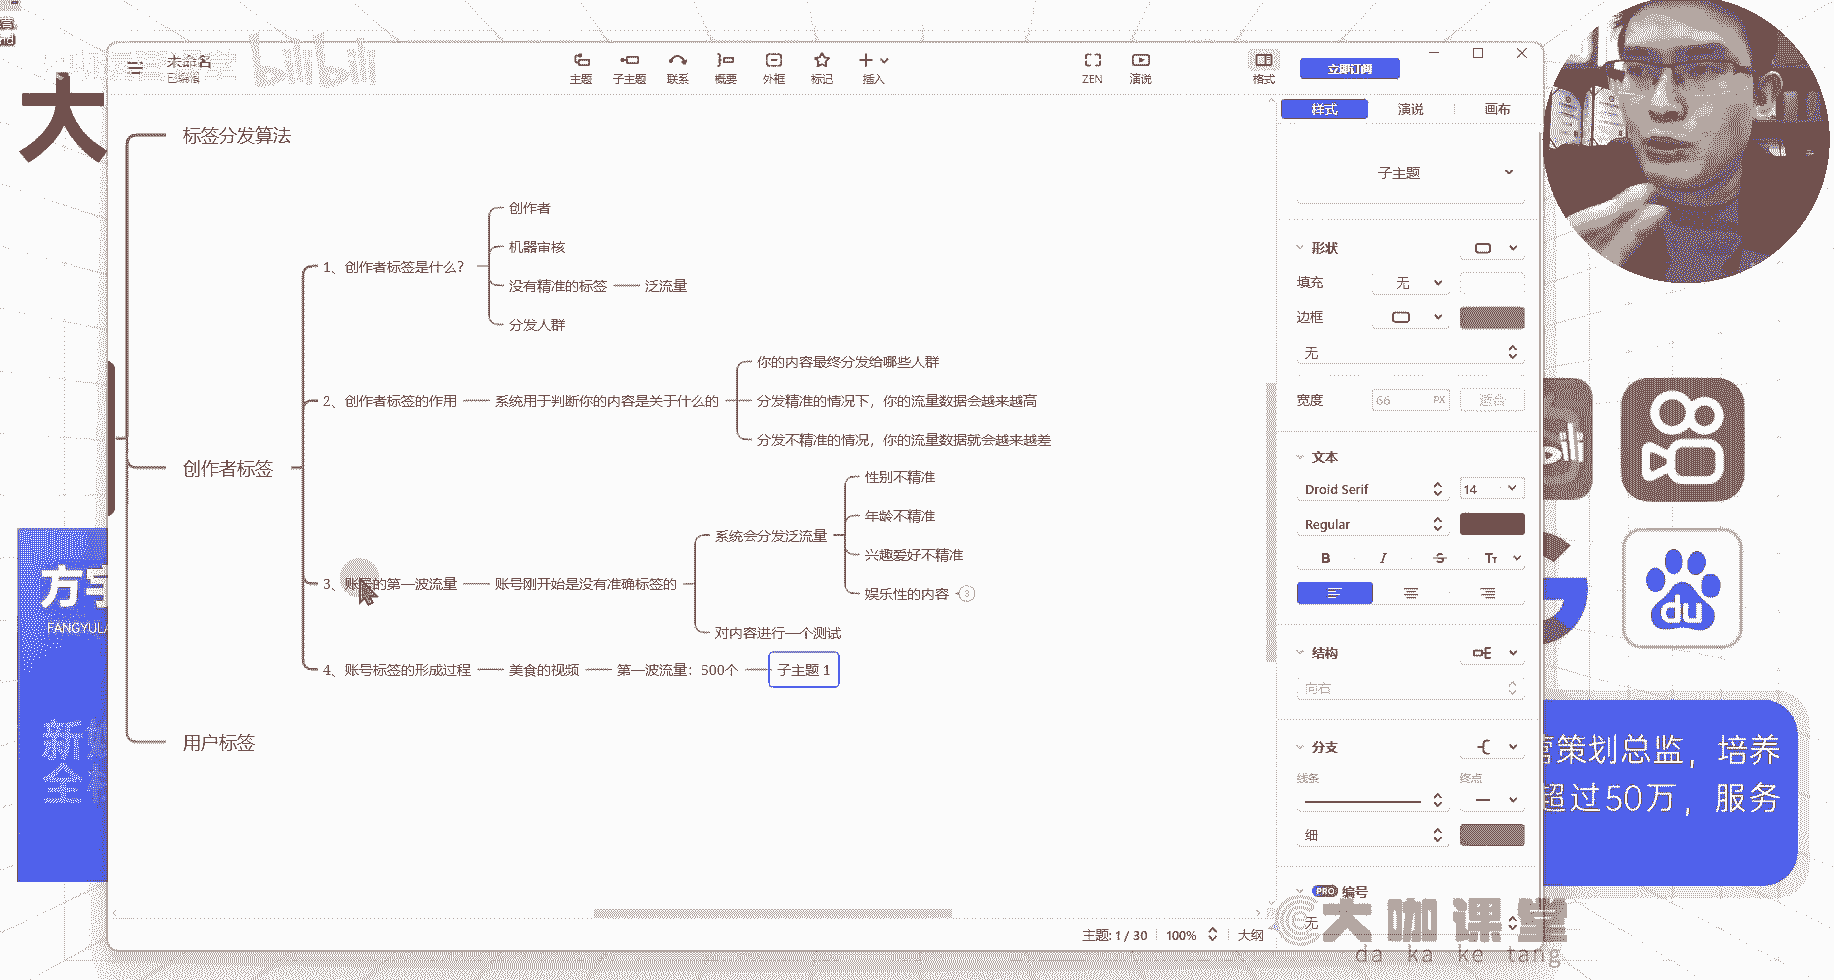 bilibili
大
未命名
已编辑
主题
子主题
联系
概要
外框
标记
插入
ZEN
演说
格式
立即订阅
样式
演说
画布
标签分发算法
创作者标签
用户标签
1、创作者标签是什么?
创作者
机器审核
没有精准的标签
泛流量
分发人群
2、创作者标签的作用
系统用于判断你的内容是关于什么的
你的内容最终分发给哪些人群
分发精准的情况下，你的流量数据会越来越高
分发不精准的情况，你的流量数据就会越来越差
3、账号的第一波流量
账号刚开始是没有准确标签的
系统会分发泛流量
性别不精准
年龄不精准
兴趣爱好不精准
娱乐性的内容
3
对内容进行一个测试
4、账号标签的形成过程
美食的视频
第一波流量：500个
子主题 1
子主题
形状
填充
无
边框
无
宽度
66
PX
适合
文本
Droid Serif
14
Regular
B
I
S
Tт
结构
向右
分支
线条
终点
细
PRO 编号
无
主题: 1 / 30
100%
大纲
方宇
FANGYULA
新
全
bili
du
营策划总监，培养
超过50万，服务
大咖课堂
da ka ke tang